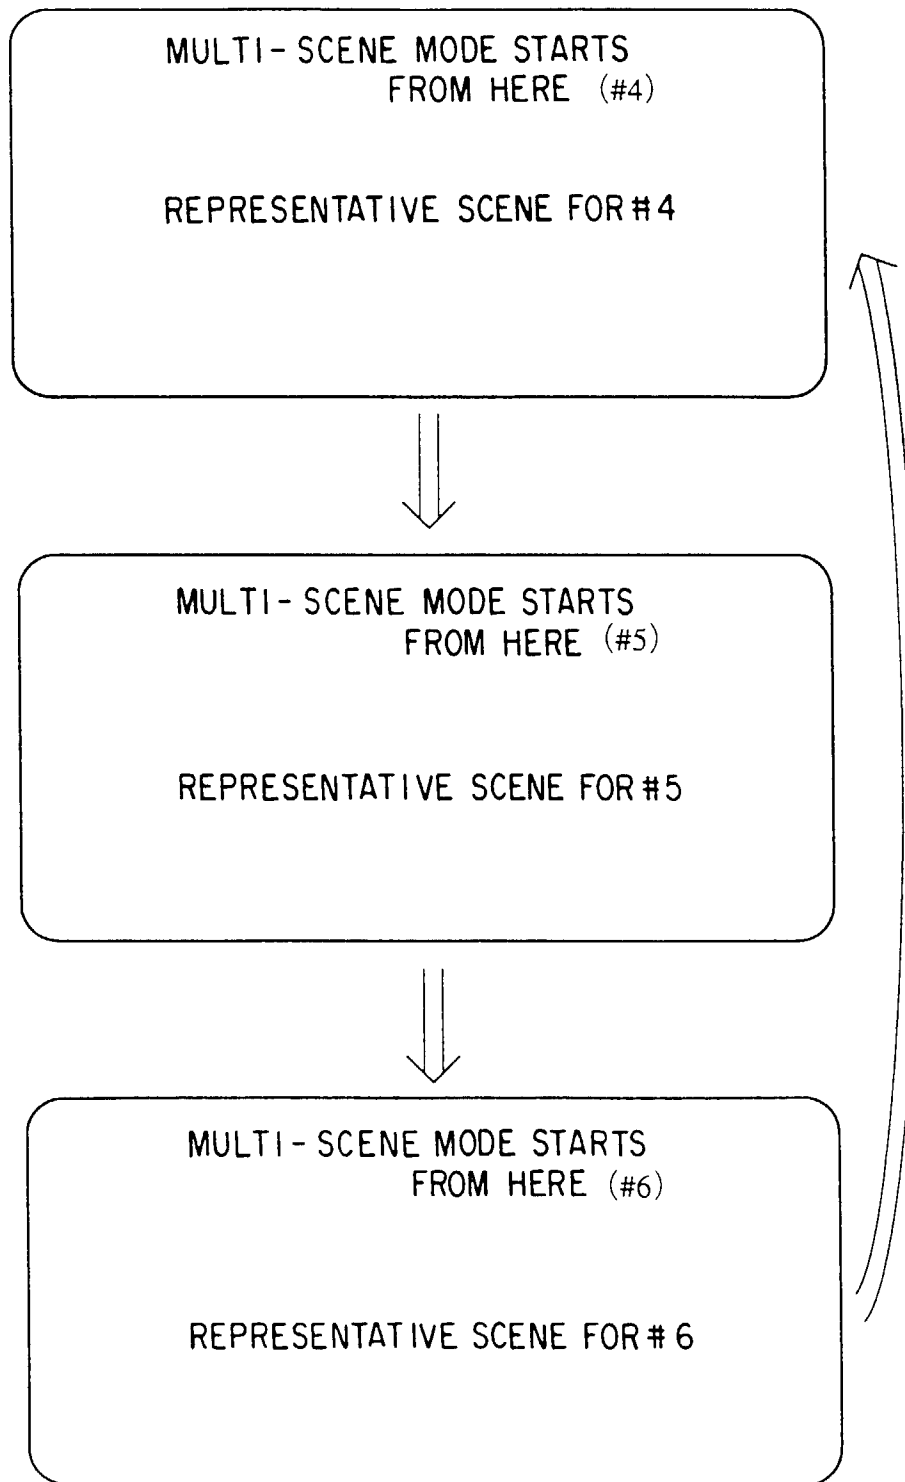 MULTI-SCENE MODE STARTS
FROM HERE (#4)
REPRESENTATIVE SCENE FOR #4
MULTI-SCENE MODE STARTS
FROM HERE (#5)
REPRESENTATIVE SCENE FOR #5
MULTI-SCENE MODE STARTS
FROM HERE (#6)
REPRESENTATIVE SCENE FOR #6